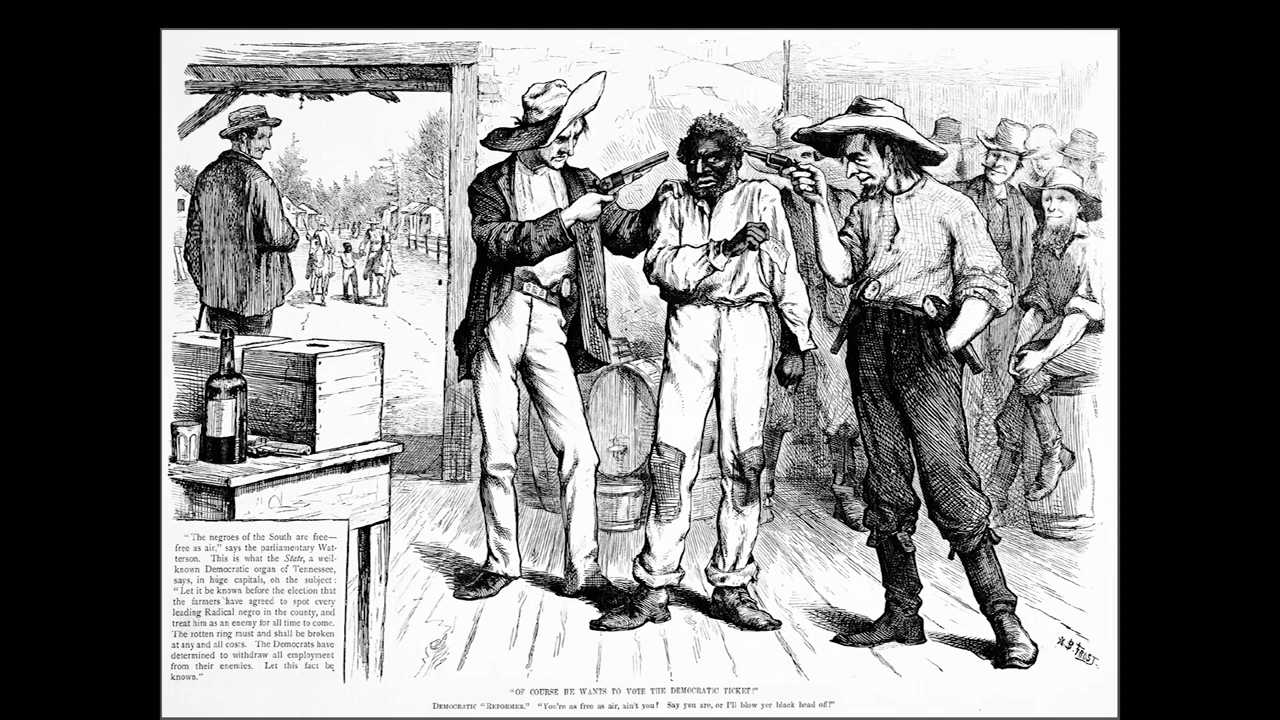 "The negroes of the South are free—
free as air," says the parliamentary Wat-
terson. This is what the State, a well-
known Democratic organ of Tennessee,
says, in huge capitals, on the subject:
"Let it be known before the election that
the farmers have agreed to spot every
leading Radical negro in the county, and
treat him as an enemy for all time to come.
The rotten ring must and shall be broken
at any and all costs. The Democrats have
determined to withdraw all employment
from their enemies. Let this fact be
known."
A.B. FROST.
"OF COURSE HE WANTS TO VOTE THE DEMOCRATIC TICKET!"
DEMOCRATIC "REFORMER." "You're as free as air, ain't you? Say you are, or I'll blow yer black head off!"